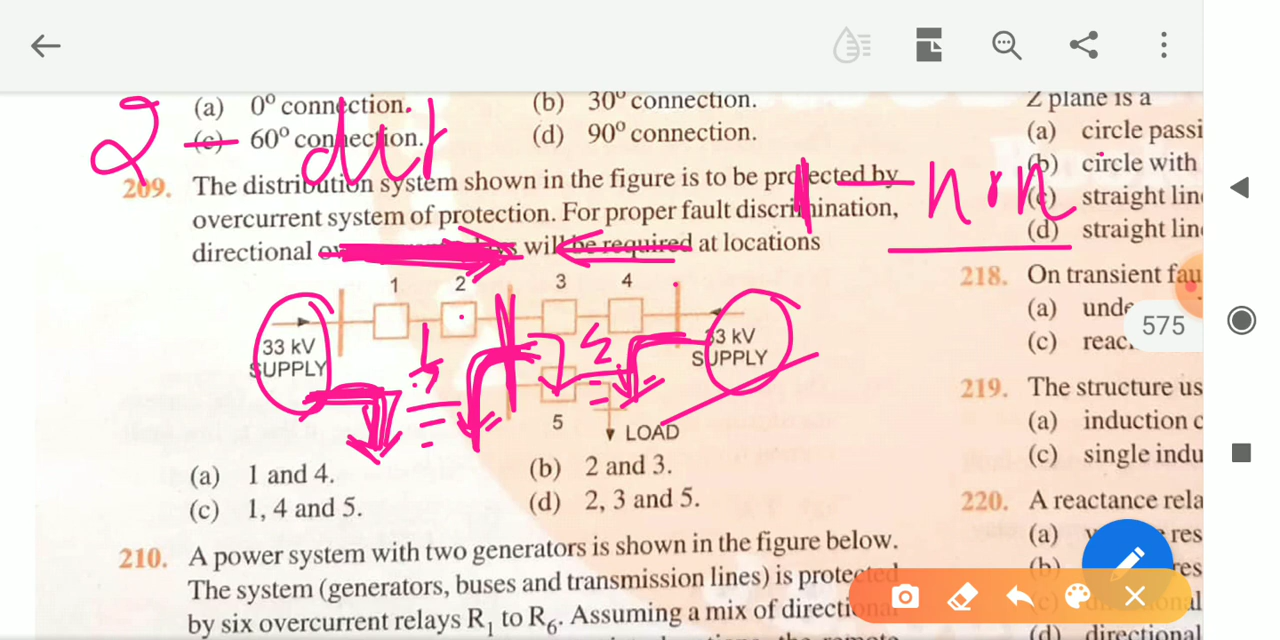 (a) 0° connection. (b) 30° connection.
(c) 60° connection. (d) 90° connection.
2 dir
209. The distribution system shown in the figure is to be protected by
overcurrent system of protection. For proper fault discrimination,
directional will be required at locations
non
1 2 3 4
33 kV
SUPPLY
33 kV
SUPPLY
5
LOAD
(a) 1 and 4. (b) 2 and 3.
(c) 1, 4 and 5. (d) 2, 3 and 5.
210. A power system with two generators is shown in the figure below.
The system (generators, buses and transmission lines) is protected
by six overcurrent relays R1 to R6. Assuming a mix of directional
Z plane is a
(a) circle passi
(b) circle with
(c) straight lin
(d) straight lin
218. On transient fau
(a) unde
(c) reac
575
219. The structure us
(a) induction c
(c) single indu
220. A reactance rela
(a) res
(b) res
(c)
(d) directional